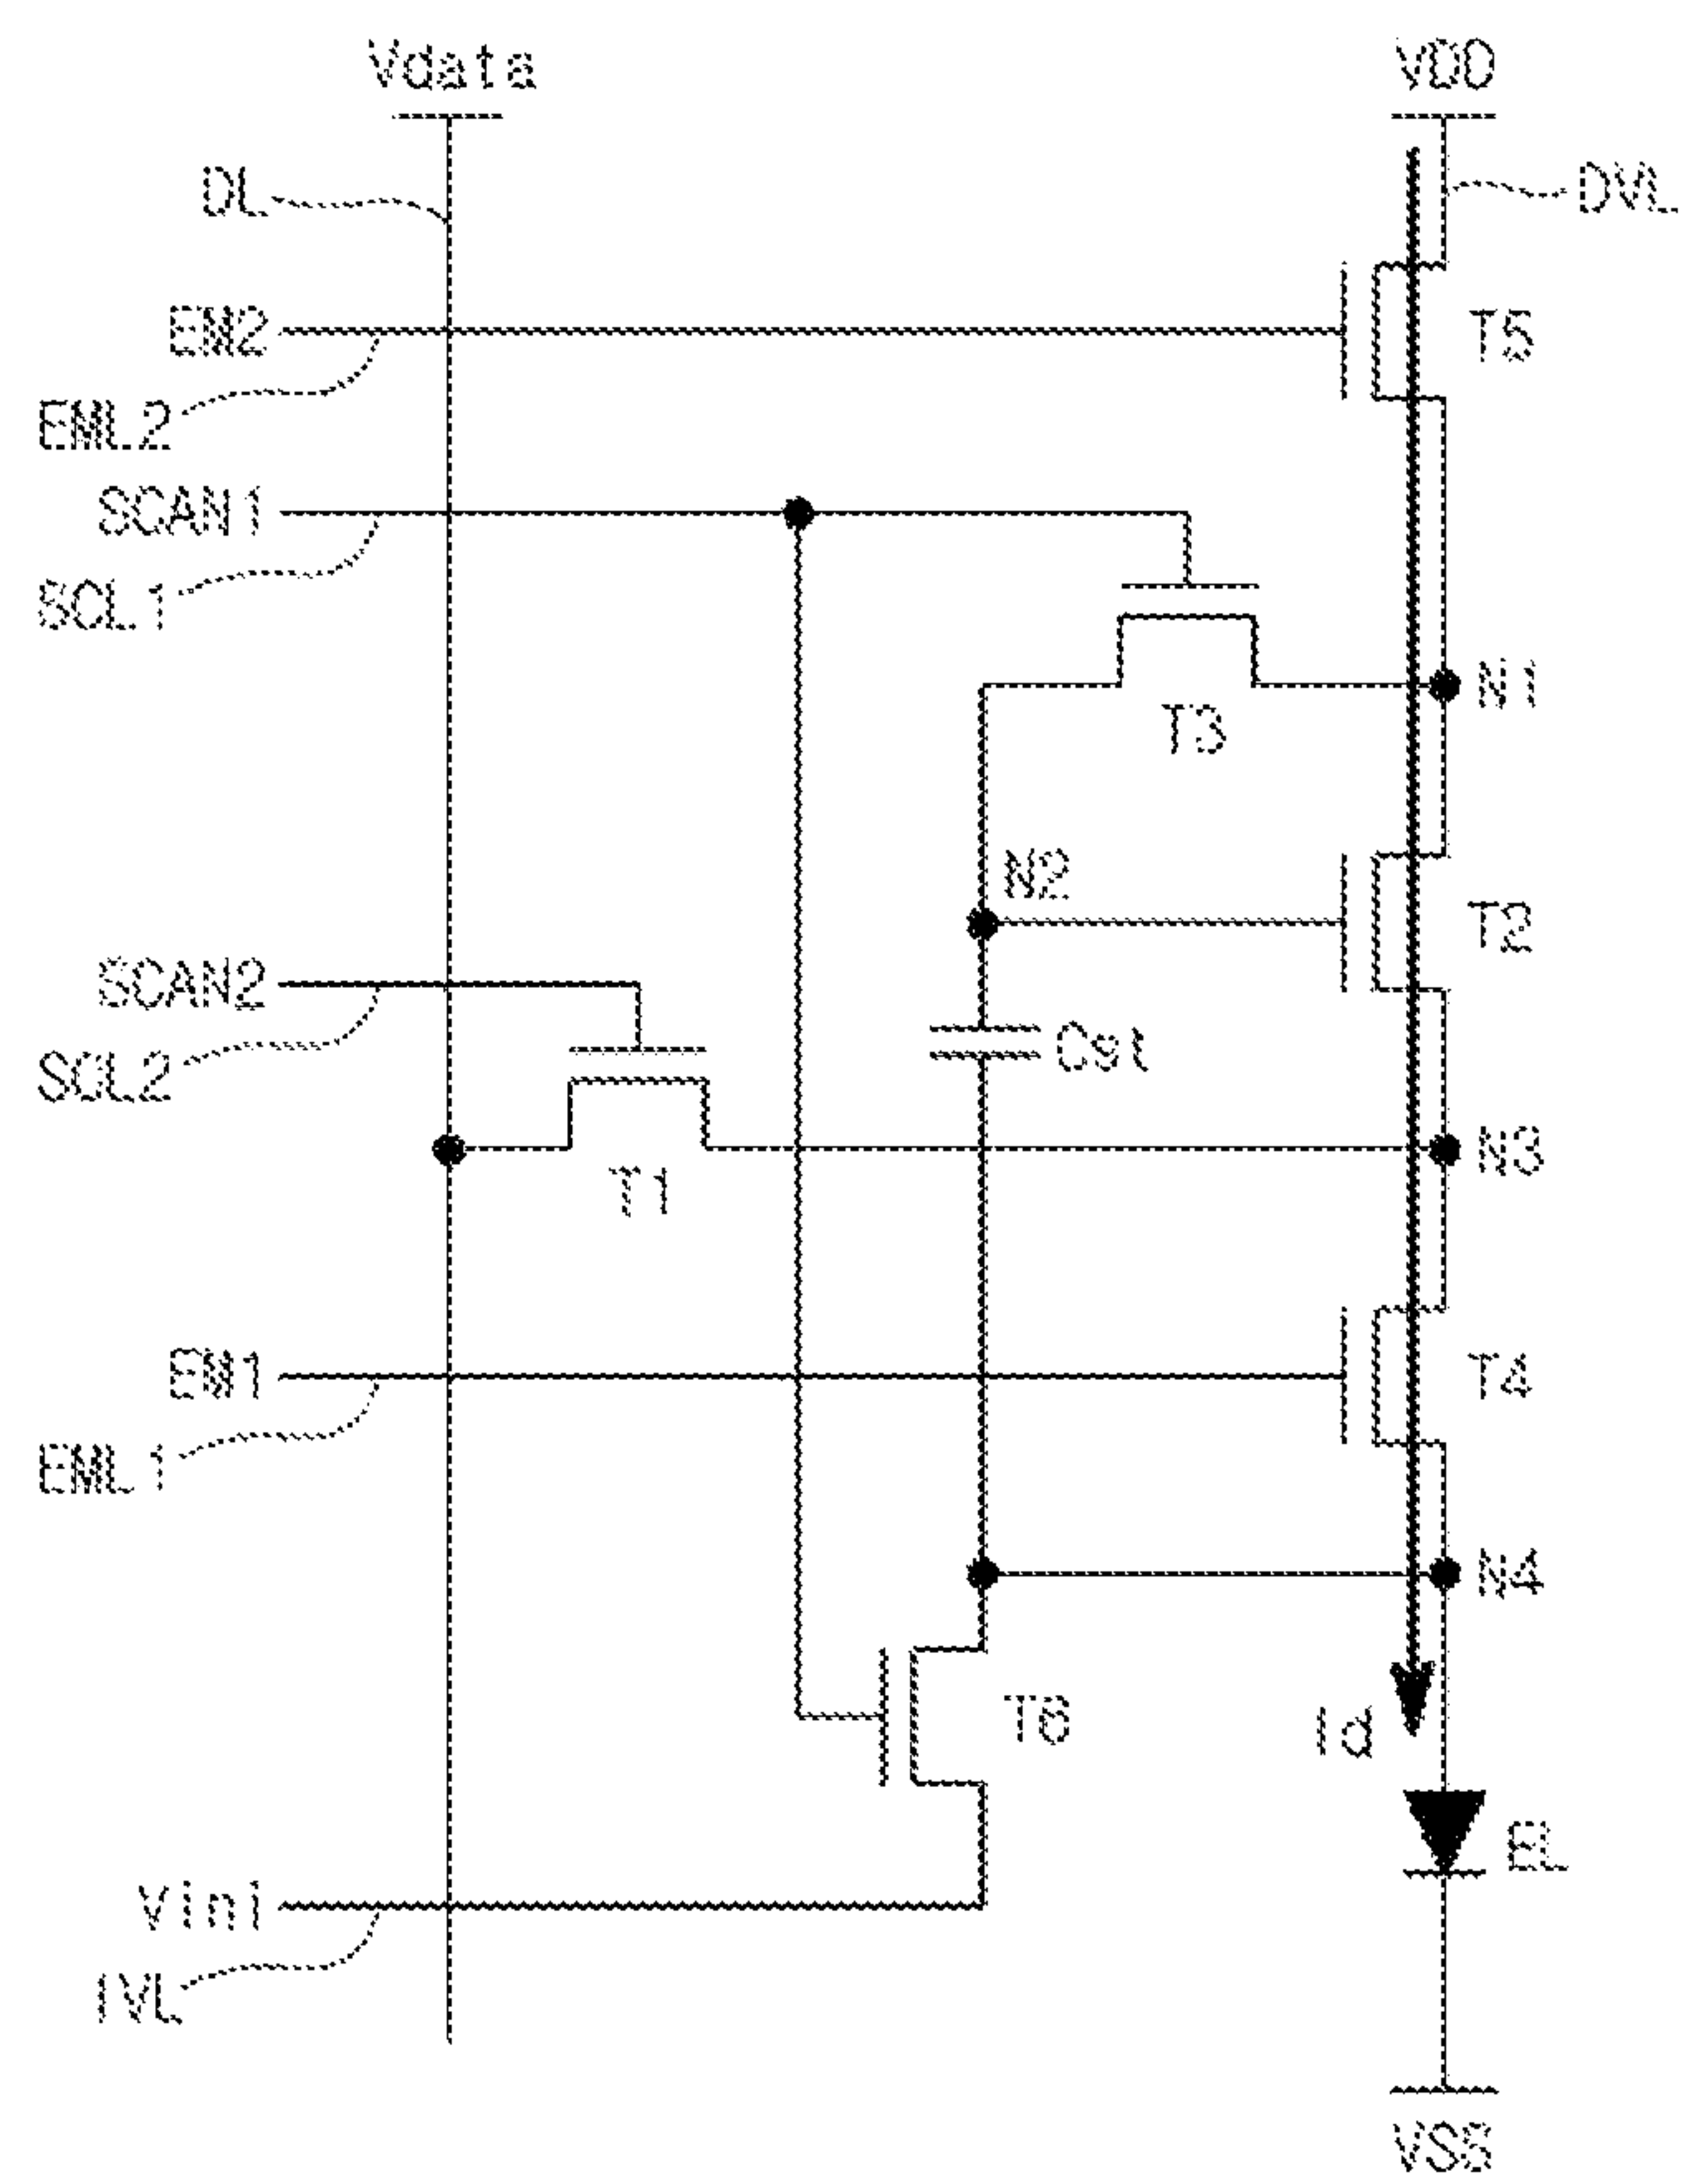 Vdata
VDD
DL
DVL
EM2
T5
EML2
SCAN1
SCL1
N1
T3
N2
T2
SCAN2
Cst
SCL2
N3
T1
EM1
T4
EML1
N4
T6
Id
EL
Vini
IVL
VSS